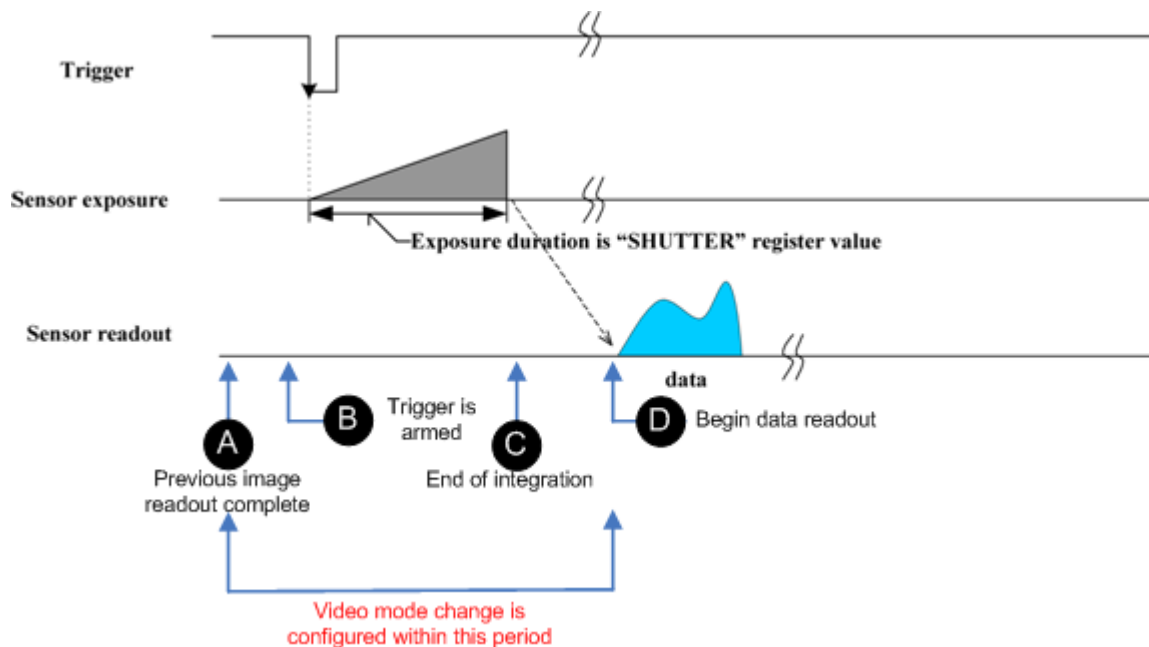 Trigger
Sensor exposure
Exposure duration is “SHUTTER” register value
Sensor readout
data
A
Previous image
readout complete
B
Trigger is
armed
C
End of integration
D
Begin data readout
Video mode change is
configured within this period